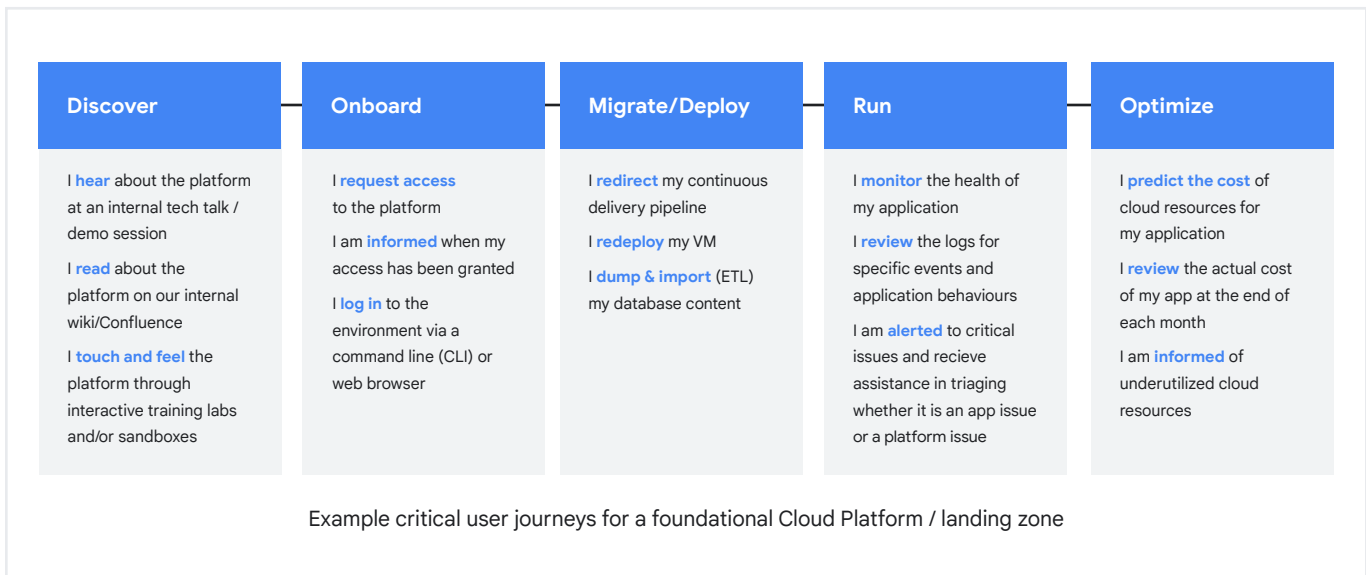 Discover
I hear about the platform
at an internal tech talk /
demo session
I read about the
platform on our internal
wiki/Confluence
I touch and feel the
platform through
interactive training labs
and/or sandboxes
Onboard
I request access
to the platform
I am informed when my
access has been granted
I log in to the
environment via a
command line (CLI) or
web browser
Migrate/Deploy
I redirect my continuous
delivery pipeline
I redeploy my VM
I dump & import (ETL)
my database content
Run
I monitor the health of
my application
I review the logs for
specific events and
application behaviours
I am alerted to critical
issues and recieve
assistance in triaging
whether it is an app issue
or a platform issue
Optimize
I predict the cost of
cloud resources for
my application
I review the actual cost
of my app at the end of
each month
I am informed of
underutilized cloud
resources
Example critical user journeys for a foundational Cloud Platform / landing zone